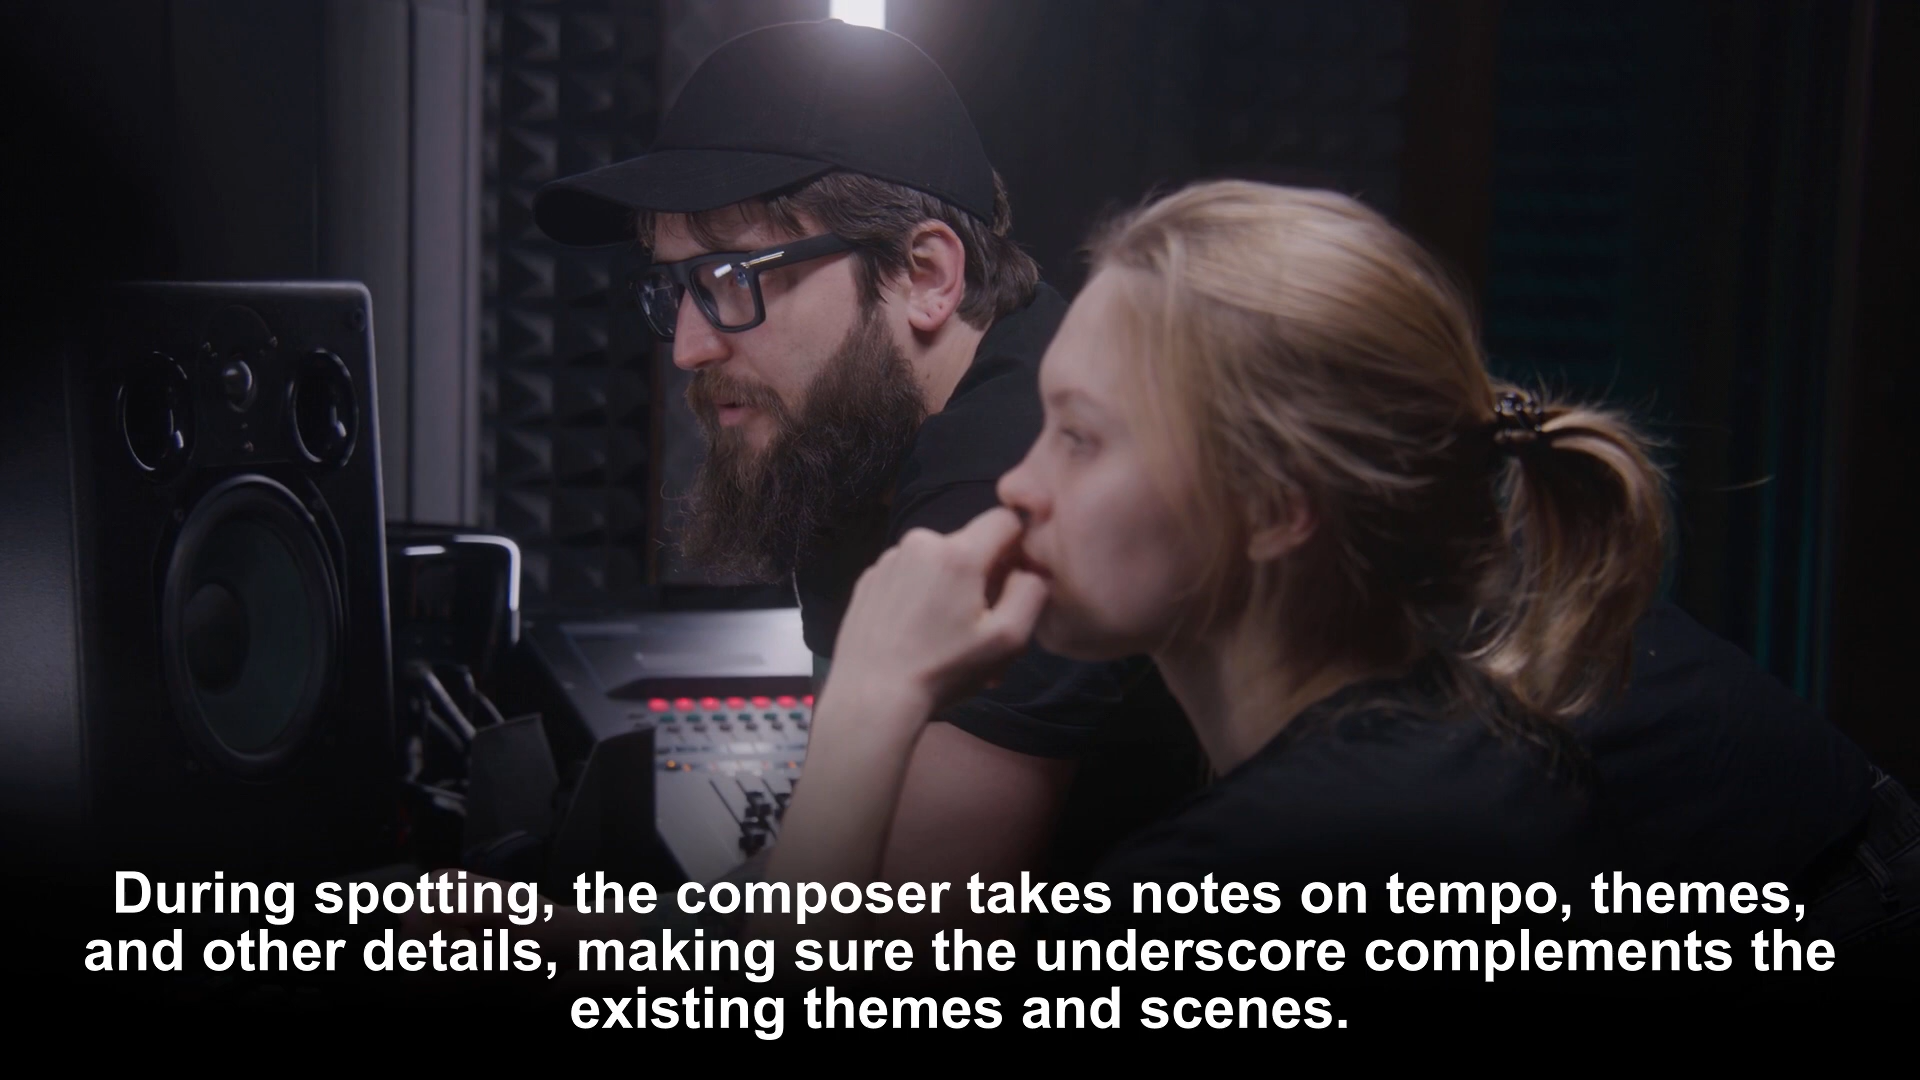 During spotting, the composer takes notes on tempo, themes,
and other details, making sure the underscore complements the
existing themes and scenes.